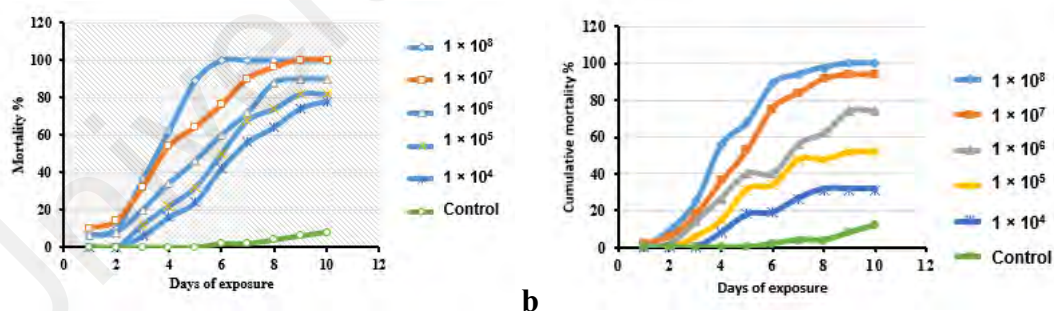 120
100
80
60
40
20
0
0 2 4 6 8 10 12
Mortality %
Days of exposure
1 × 10⁸
1 × 10⁷
1 × 10⁶
1 × 10⁵
1 × 10⁴
Control
b
120
100
80
60
40
20
0
0 2 4 6 8 10 12
Cumulative mortality %
Days of exposure
1 × 10⁸
1 × 10⁷
1 × 10⁶
1 × 10⁵
1 × 10⁴
Control